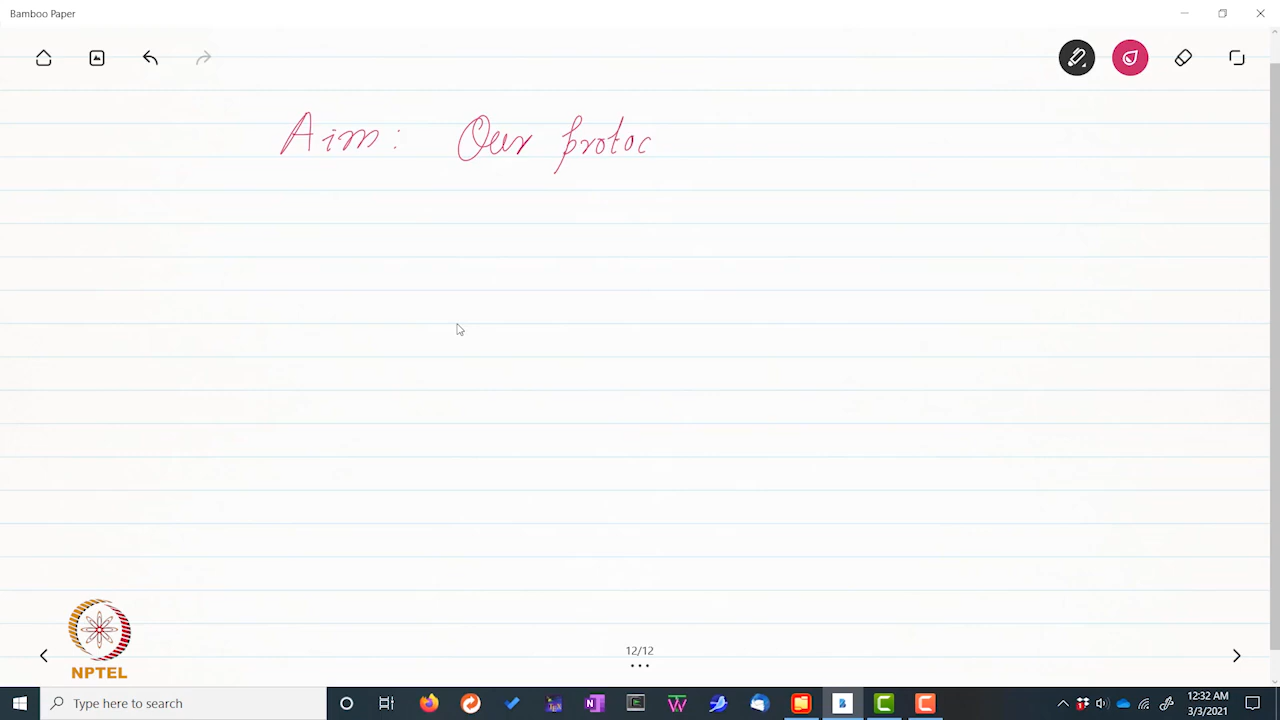 Bamboo Paper
Aim: Our protoc
12/12
NPTEL
Type here to search
12:32 AM
3/3/2021